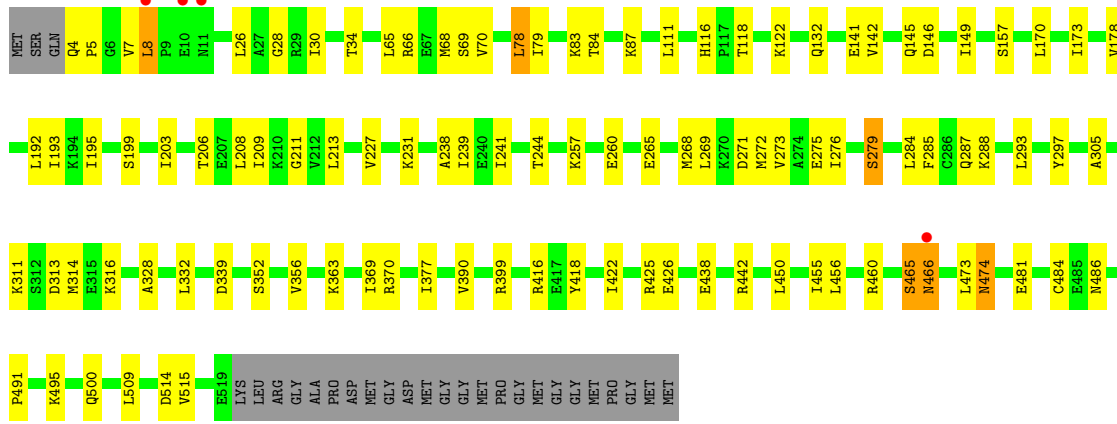 MET SER GLN Q4 P5 G6 V7 L8 P9 E10 N11 L26 A27 G28 R29 I30 T34 L65 R66 E67 M68 S69 V70 L78 I79 K83 T84 K87 L111 H116 P117 T118 K122 Q132 E141 V142 Q145 D146 I149 S157 L170 I173 V178
L192 I193 K194 I195 S199 I203 T206 E207 L208 I209 K210 G211 V212 L213 V227 K231 A238 I239 E240 I241 T244 K257 E260 E265 M268 L269 K270 D271 M272 V273 A274 E275 I276 S279 L284 F285 C286 Q287 K288 L293 Y297 A305
K311 S312 D313 M314 E315 K316 A328 L332 D339 S352 V356 K363 I369 R370 I377 V390 R399 R416 E417 Y418 I422 R425 E426 E438 R442 L450 I455 L456 R460 S465 N466 L473 N474 E481 C484 E485 N486
P491 K495 Q500 L509 D514 V515 E519 LYS LEU ARG GLY ALA PRO ASP MET GLY ASP MET GLY GLY MET PRO GLY MET GLY GLY MET PRO GLY MET MET